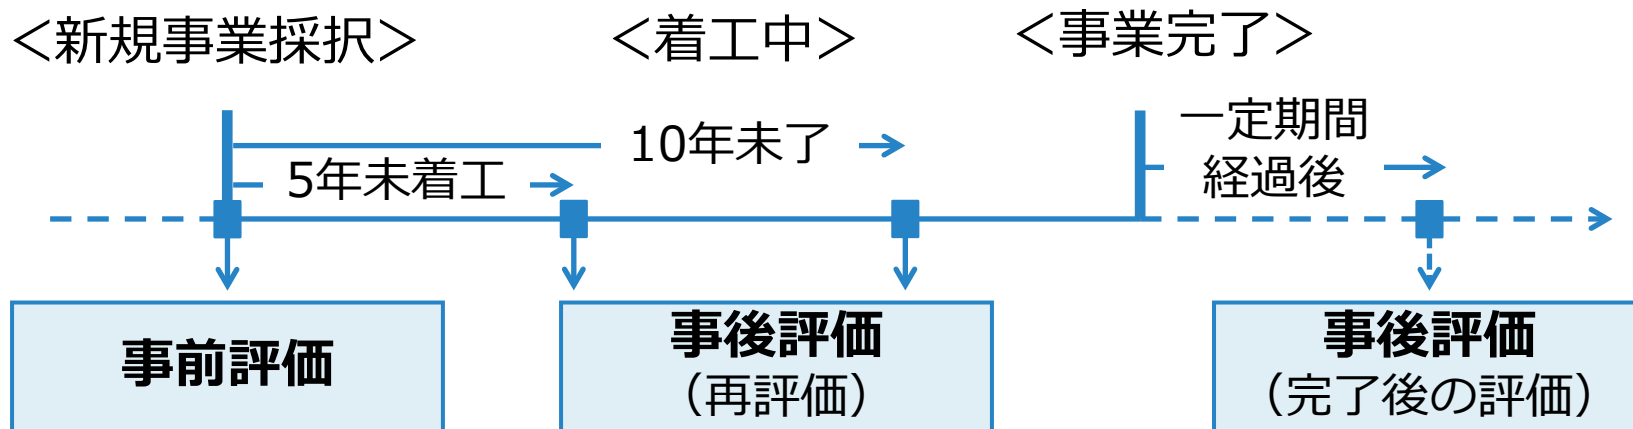 ＜新規事業採択＞
＜着工中＞
＜事業完了＞
10年未了
5年未着工
一定期間
経過後
事前評価
事後評価
（再評価）
事後評価
（完了後の評価）